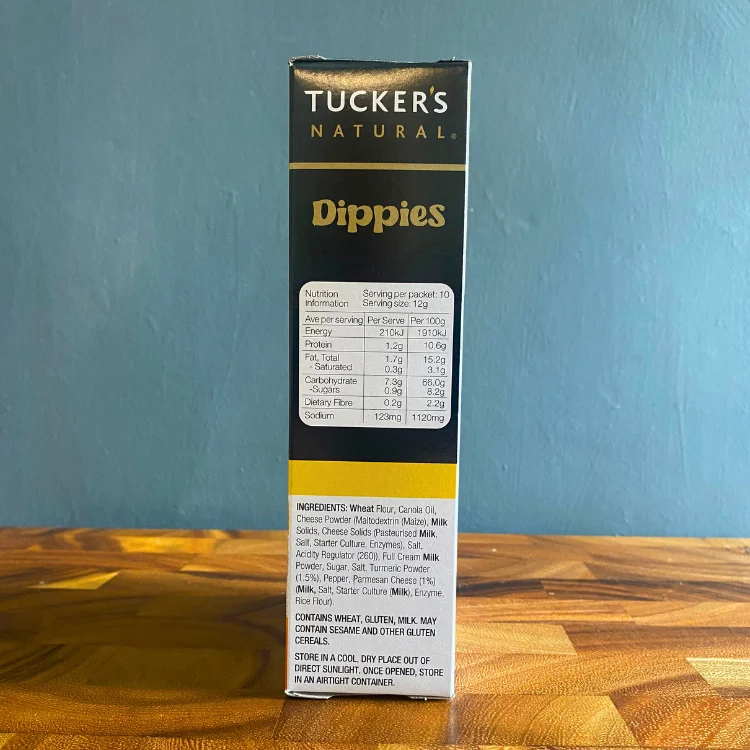 TUCKER'S
NATURAL®
Dippies
Nutrition Information Serving per packet: 10
Serving size: 12g
Ave per serving Per Serve Per 100g
Energy 210kJ 1910kJ
Protein 1.2g 10.6g
Fat, Total 1.7g 15.2g
- Saturated 0.3g 3.1g
Carbohydrate 7.3g 66.0g
-Sugars 0.9g 8.2g
Dietary Fibre 0.2g 2.2g
Sodium 123mg 1120mg
INGREDIENTS: Wheat Flour, Canola Oil,
Cheese Powder (Maltodextrin (Maize), Milk
Solids, Cheese Solids (Pasteurised Milk,
Salt, Starter Culture, Enzymes), Salt,
Acidity Regulator (260)), Full Cream Milk
Powder, Sugar, Salt, Turmeric Powder
(1.5%), Pepper, Parmesan Cheese (1%)
(Milk, Salt, Starter Culture (Milk), Enzyme,
Rice Flour).
CONTAINS WHEAT, GLUTEN, MILK. MAY
CONTAIN SESAME AND OTHER GLUTEN
CEREALS.
STORE IN A COOL, DRY PLACE OUT OF
DIRECT SUNLIGHT. ONCE OPENED, STORE
IN AN AIRTIGHT CONTAINER.